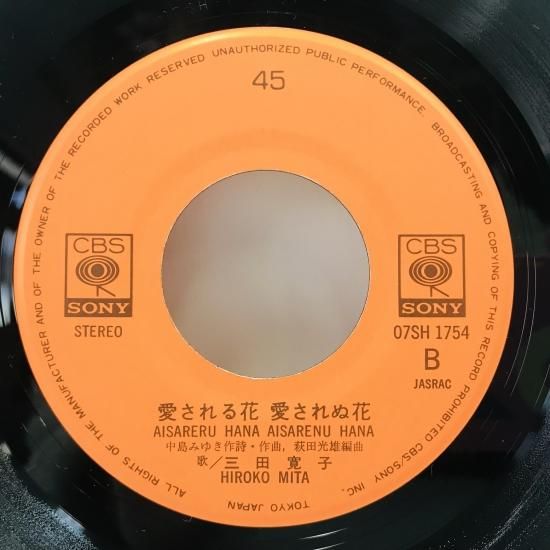 ALL RIGHTS OF THE MANUFACTURER AND OF THE OWNER OF THE RECORDED WORK RESERVED UNAUTHORIZED PUBLIC PERFORMANCE, BROADCASTING AND COPYING OF THIS RECORD PROHIBITED CBS/SONY INC.
45
CBS
SONY
STEREO
CBS
SONY
07SH 1754
B
JASRAC
愛される花 愛されぬ花
AISARERU HANA AISARENU HANA
中島みゆき作詩・作曲,萩田光雄編曲
歌/三田寛子
HIROKO MITA
TOKYO JAPAN